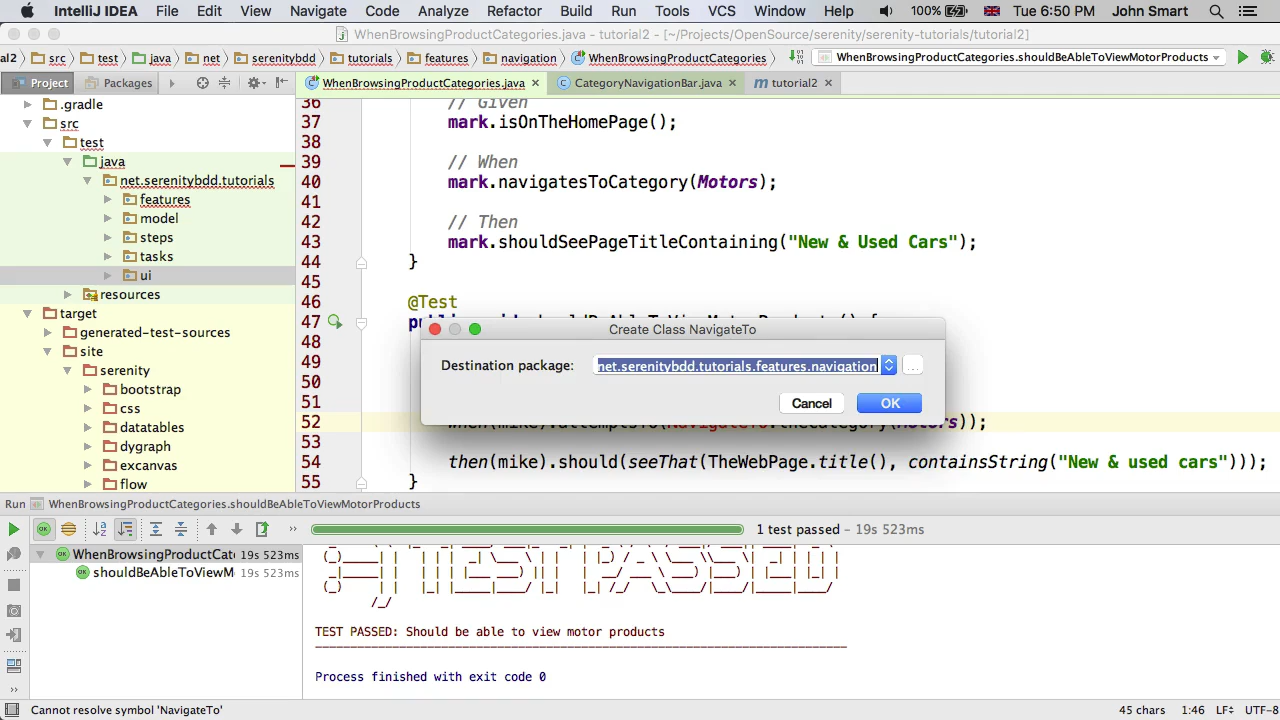 IntelliJ IDEA File Edit View Navigate Code Analyze Refactor Build Run Tools VCS Window Help 100% Tue 6:50 PM John Smart
WhenBrowsingProductCategories.java - tutorial2 - [~/Projects/OpenSource/serenity/serenity-tutorials/tutorial2]
al2 src test java net serenitybdd tutorials features navigation WhenBrowsingProductCategories WhenBrowsingProductCategories.shouldBeAbleToViewMotorProducts
Project Packages WhenBrowsingProductCategories.java CategoryNavigationBar.java tutorial2
.gradle
src
test
java
net.serenitybdd.tutorials
features
model
steps
tasks
ui
resources
target
generated-test-sources
site
serenity
bootstrap
css
datatables
dygraph
excanvas
flow
36 // Given
37 mark.isOnTheHomePage();
38
39 // When
40 mark.navigatesToCategory(Motors);
41
42 // Then
43 mark.shouldSeePageTitleContaining("New & Used Cars");
44 }
45
46 @Test
47
48
49
50
51
52 when(mike).attemptsTo(NavigateTo.theCategory(Motors));
53
54 then(mike).should(seeThat(TheWebPage.title(), containsString("New & used cars")));
55 }
Create Class NavigateTo
Destination package: net.serenitybdd.tutorials.features.navigation ...
Cancel OK
Run WhenBrowsingProductCategories.shouldBeAbleToViewMotorProducts
1 test passed - 19s 523ms
WhenBrowsingProductCate 19s 523ms
shouldBeAbleToViewM 19s 523ms
TEST PASSED: Should be able to view motor products
Process finished with exit code 0
Cannot resolve symbol 'NavigateTo' 45 chars 1:46 LF÷ UTF-8